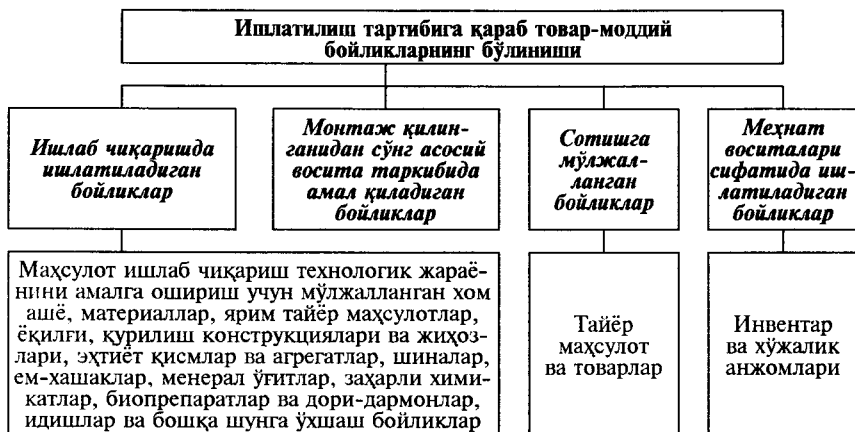 Ишлатилиш тартибига қараб товар-моддий
бойликларнинг бўлиниши
Ишлаб чиқаришда
ишлатиладиган
бойликлар
Монтаж қилин-
ганидан сўнг асосий
восита таркибида
амал қиладиган
бойликлар
Сотишга
мўлжал-
ланган
бойликлар
Меҳнат
воситалари
сифатида иш-
латиладиган
бойликлар
Маҳсулот ишлаб чиқариш технологик жараё-
нини амалга ошириш учун мўлжалланган хом
ашё, материаллар, ярим тайёр маҳсулотлар,
ёқилғи, қурилиш конструкциялари ва жиҳоз-
лари, эҳтиёт қисмлар ва агрегатлар, шиналар,
ем-хашаклар, менерал ўғитлар, заҳарли хими-
катлар, биопрепаратлар ва дори-дармонлар,
идишлар ва бошқа шунга ўхшаш бойликлар
Тайёр
маҳсулот
ва товарлар
Инвентар
ва хўжалик
анжомлари